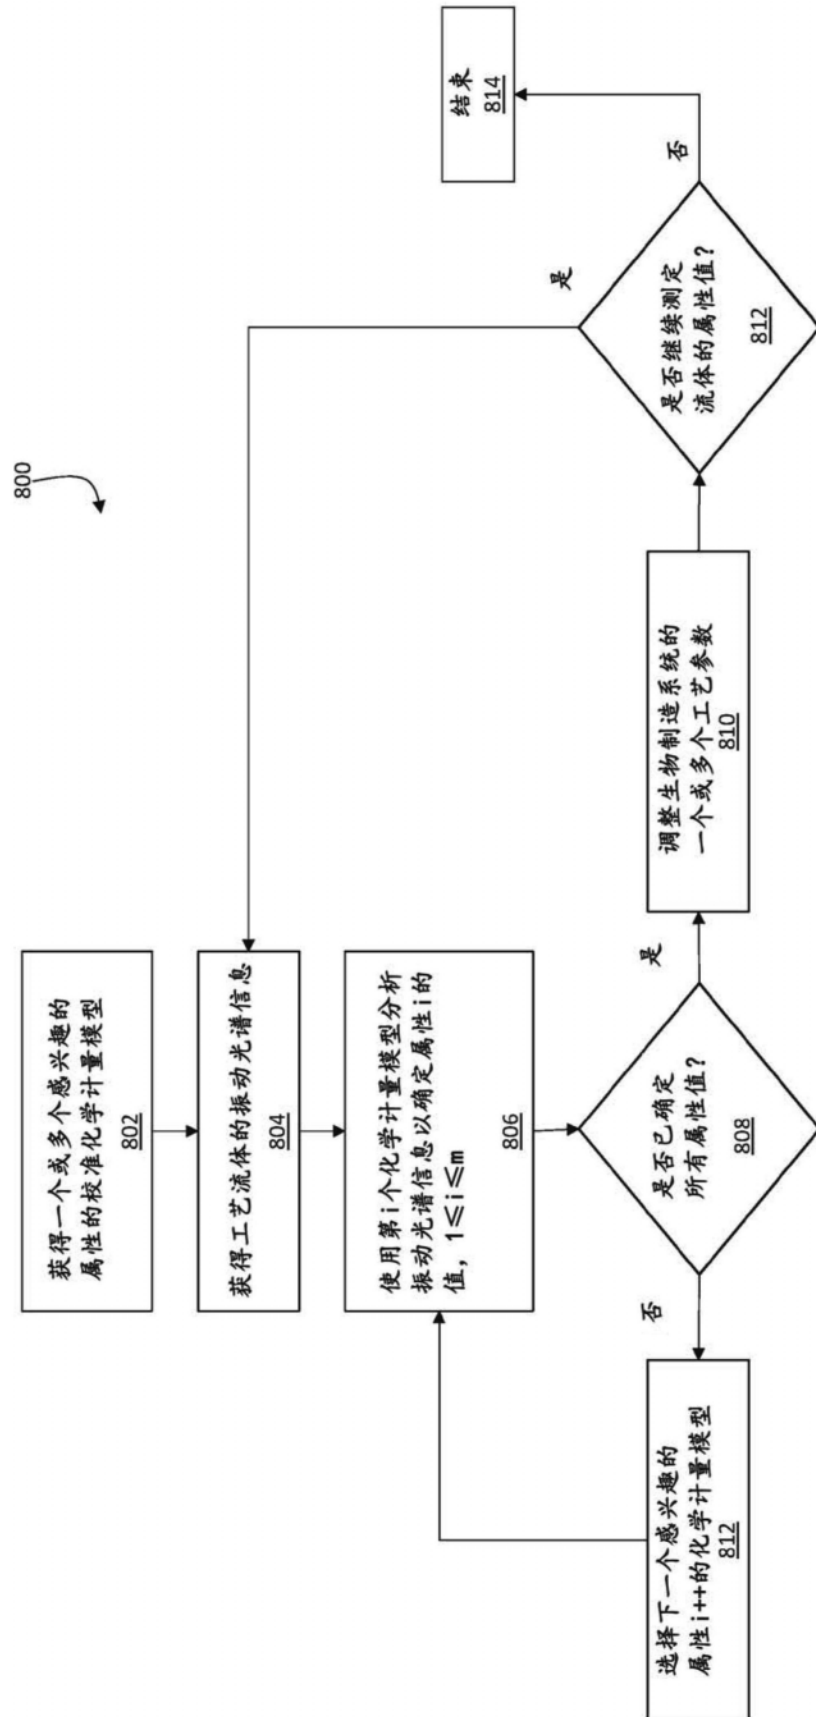 800
获得一个或多个感兴趣的
属性的校准化学计量模型
802
获得工艺流体的振动光谱信息
804
使用第i个化学计量模型分析
振动光谱信息以确定属性i的
值，1≤i≤m
806
是否已确定
所有属性值?
808
否
是
选择下一个感兴趣的
属性i++的化学计量模型
812
调整生物制造系统的
一个或多个工艺参数
810
是否继续测定
流体的属性值?
812
是
否
结束
814